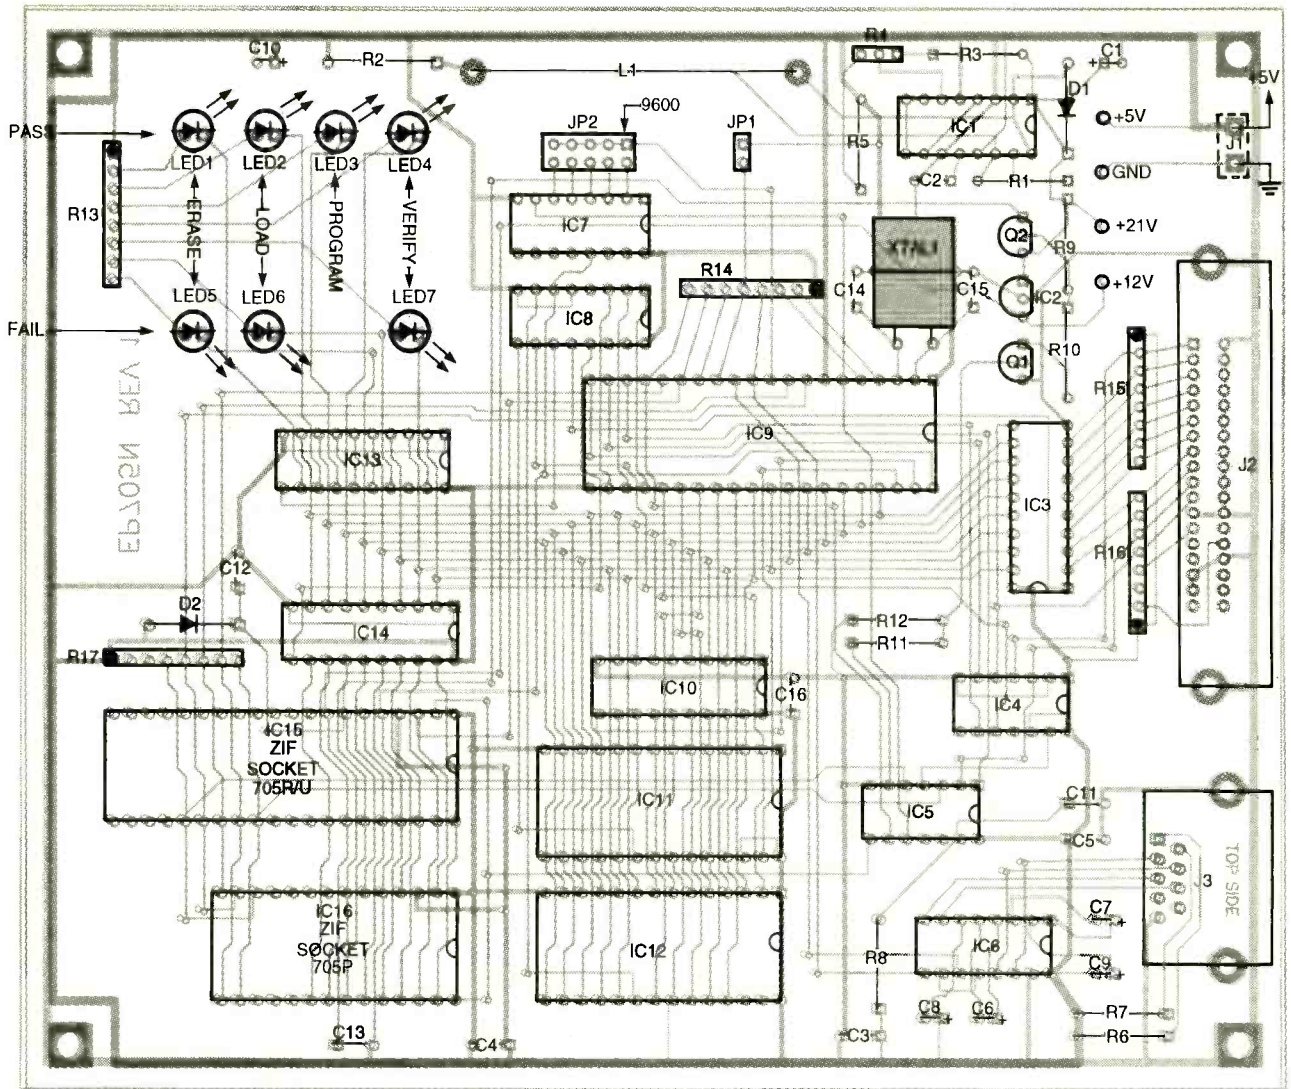 C10
R2
L1
R4
R3
C1
+5V
D1
9600
JP2
JP1
PASS
LED1
LED2
LED3
LED4
R5
IC1
+5V
J1
C2
R1
GND
R13
ERASE
LOAD
PROGRAM
VERIFY
IC7
XTAL1
Q2
R9
+21V
R14
LED5
LED6
LED7
C14
C15
IC2
+12V
FAIL
IC8
Q1
R10
EP705N REV 1
R15
IC9
IC13
J2
IC3
R16
C12
D2
IC14
R12
R11
R17
IC10
C16
IC4
IC15
ZIF
SOCKET
705R/U
IC11
IC5
C11
C5
TOP SIDE
J3
IC16
ZIF
SOCKET
705P
IC12
C7
IC6
R8
C9
C8
C6
R7
C13
C4
C3
R6